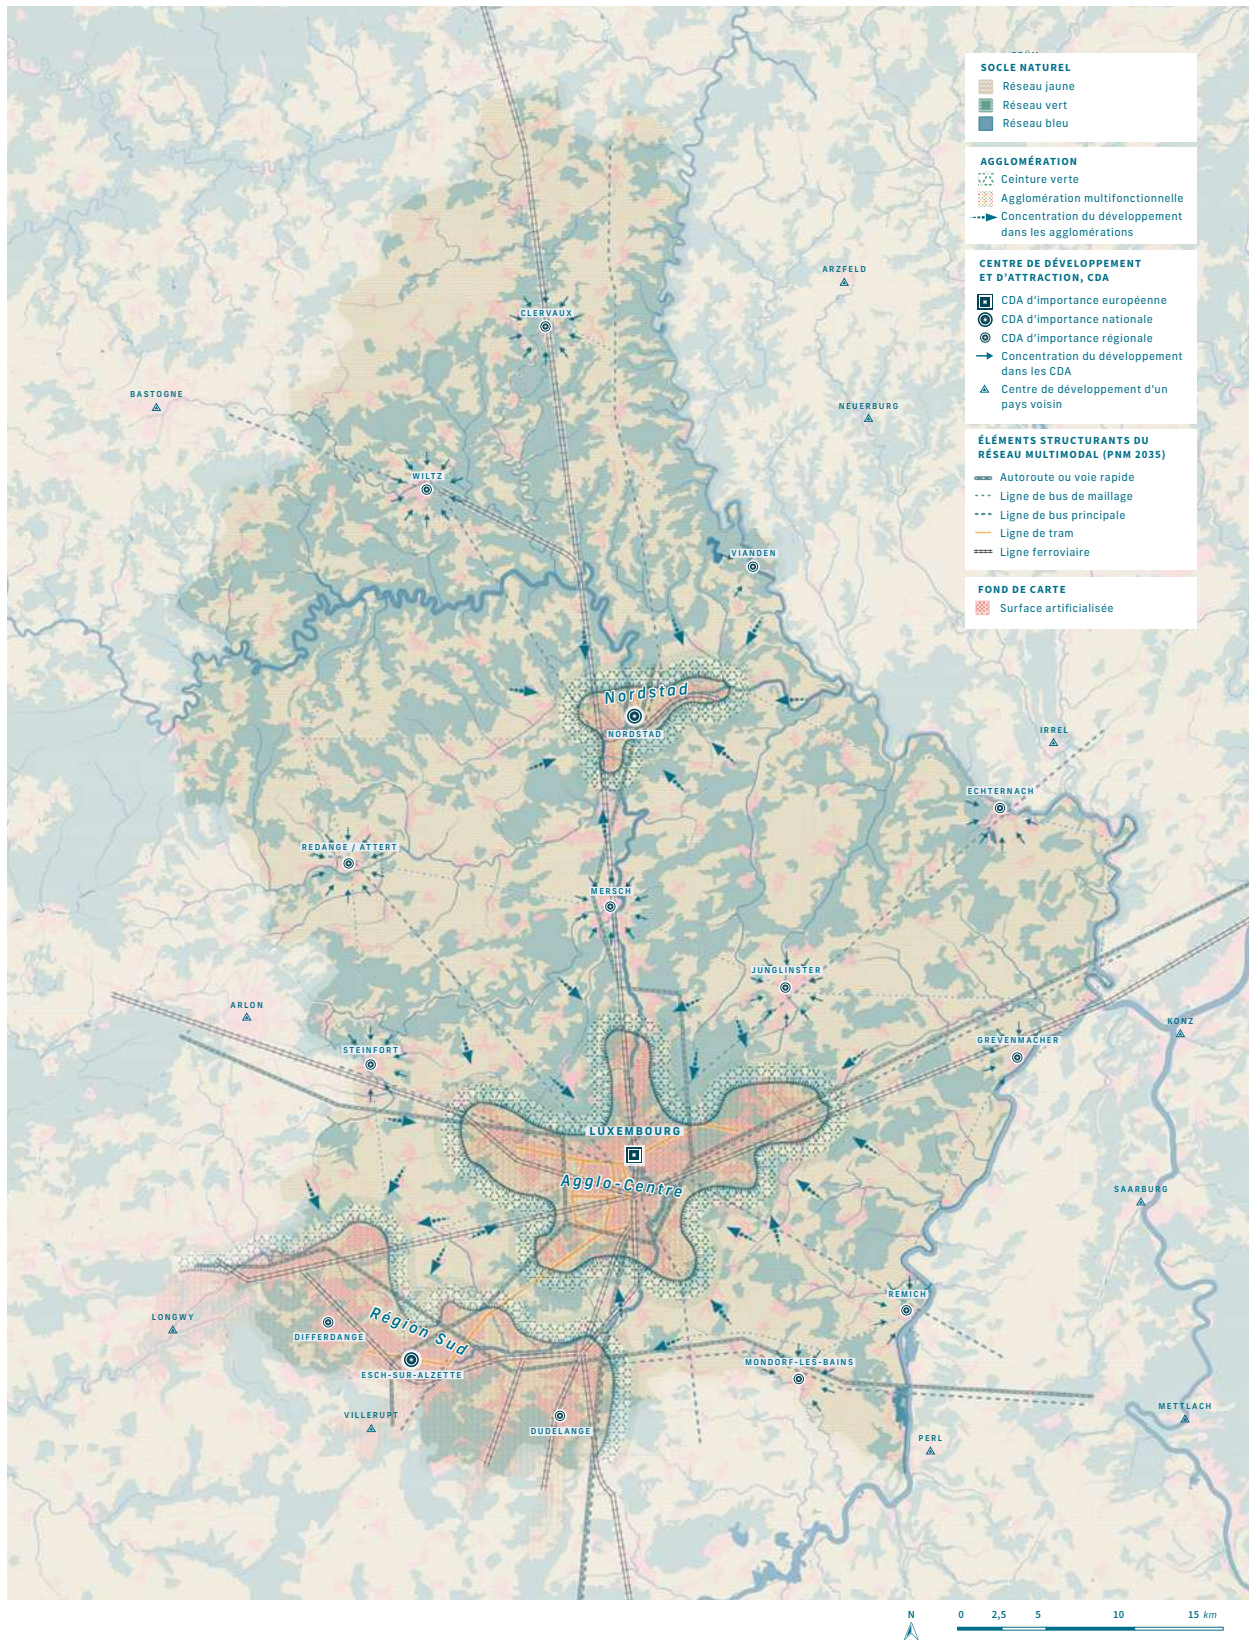 SOCLE NATUREL
Réseau jaune
Réseau vert
Réseau bleu
AGGLOMÉRATION
Ceinture verte
Agglomération multifonctionnelle
Concentration du développement
dans les agglomérations
CENTRE DE DÉVELOPPEMENT
ET D'ATTRACTION, CDA
CDA d'importance européenne
CDA d'importance nationale
CDA d'importance régionale
Concentration du développement
dans les CDA
Centre de développement d'un
pays voisin
ÉLÉMENTS STRUCTURANTS DU
RÉSEAU MULTIMODAL (PNM 2035)
Autoroute ou voie rapide
Ligne de bus de maillage
Ligne de bus principale
Ligne de tram
Ligne ferroviaire
FOND DE CARTE
Surface artificialisée
ARZFELD
CLERVAUX
BASTOGNE
NEUERBURG
WILTZ
VIANDEN
Nordstad
NORDSTAD
IRREL
ECHTERNACH
REDANGE / ATTERT
MERSCH
JUNGLINSTER
ARLON
KONZ
STEINFORT
GREVENMACHER
LUXEMBOURG
Agglo-Centre
SAARBURG
REMICH
LONGWY
DIFFERDANGE
Région Sud
ESCH-SUR-ALZETTE
MONDORF-LES-BAINS
VILLERUPT
DUDELANGE
METTLACH
PERL
N
0 2,5 5 10 15 km